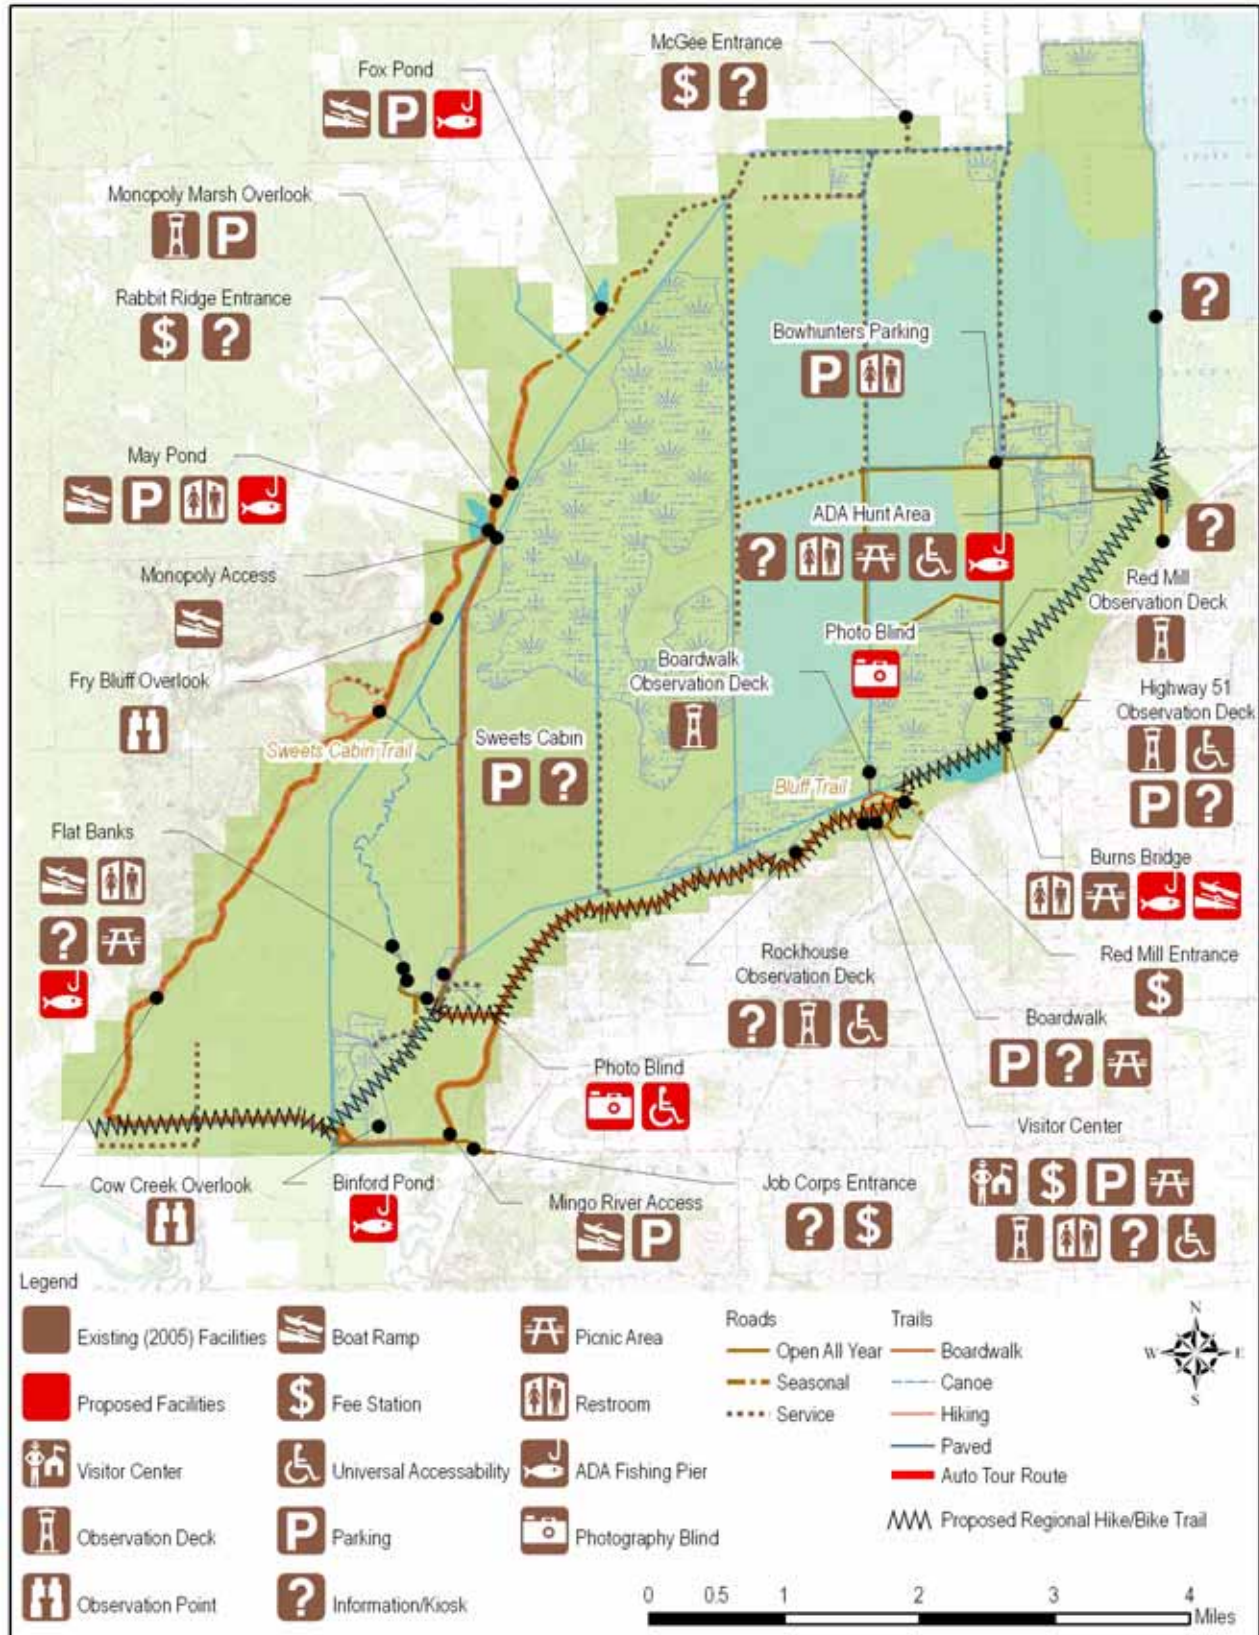 McGee Entrance
$ ?
Fox Pond
P
Monopoly Marsh Overlook
P
Rabbit Ridge Entrance
$ ?
?
Bowhunters Parking
P
May Pond
P
ADA Hunt Area
?
?
Monopoly Access
Red Mill
Observation Deck
Photo Blind
Boardwalk
Observation Deck
Fry Bluff Overlook
Highway 51
Observation Deck
P ?
Sweets Cabin Trail
Sweets Cabin
P ?
Bluff Trail
Flat Banks
?
Burns Bridge
Rockhouse
Observation Deck
?
Red Mill Entrance
$
Boardwalk
P ?
Photo Blind
Visitor Center
$ P
?
Cow Creek Overlook
Binford Pond
Mingo River Access
P
Job Corps Entrance
? $
Legend
Existing (2005) Facilities
Proposed Facilities
Visitor Center
Observation Deck
Observation Point
Boat Ramp
$ Fee Station
Universal Accessability
P Parking
? Information/Kiosk
Picnic Area
Restroom
ADA Fishing Pier
Photography Blind
Roads
Open All Year
Seasonal
Service
Trails
Boardwalk
Canoe
Hiking
Paved
Auto Tour Route
Proposed Regional Hike/Bike Trail
N
W E
S
0 0.5 1 2 3 4
Miles